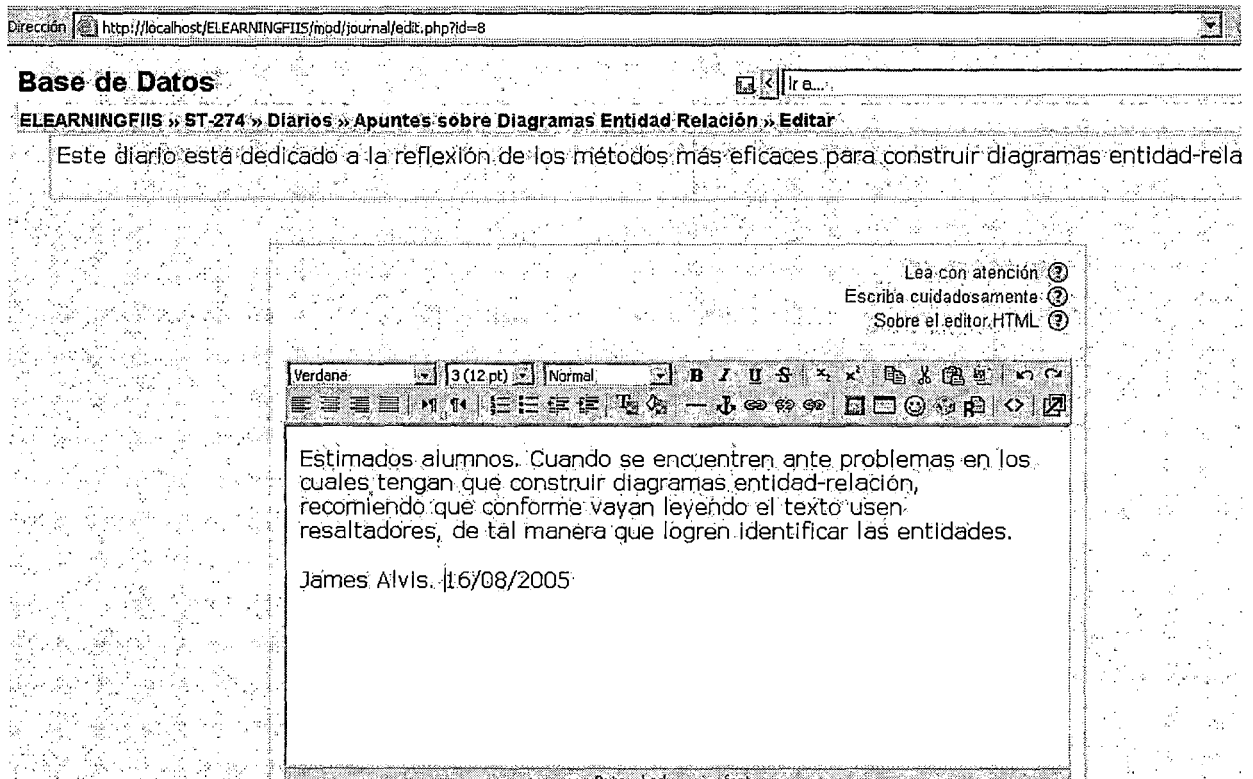 Dirección http://localhost/ELEARNINGFIIS/mod/journal/edit.php?id=8
Base de Datos
Ir a...
ELEARNINGFIIS » ST-274 » Diarios » Apuntes sobre Diagramas Entidad Relación » Editar
Este diario está dedicado a la reflexión de los métodos más eficaces para construir diagramas entidad-rela
Lea con atención
Escriba cuidadosamente
Sobre el editor HTML
Verdana 3 (12 pt) Normal B I U S
Estimados alumnos. Cuando se encuentren ante problemas en los
cuales tengan que construir diagramas entidad-relación,
recomiendo que conforme vayan leyendo el texto usen
resaltadores, de tal manera que logren identificar las entidades.
James Alvis. 16/08/2005